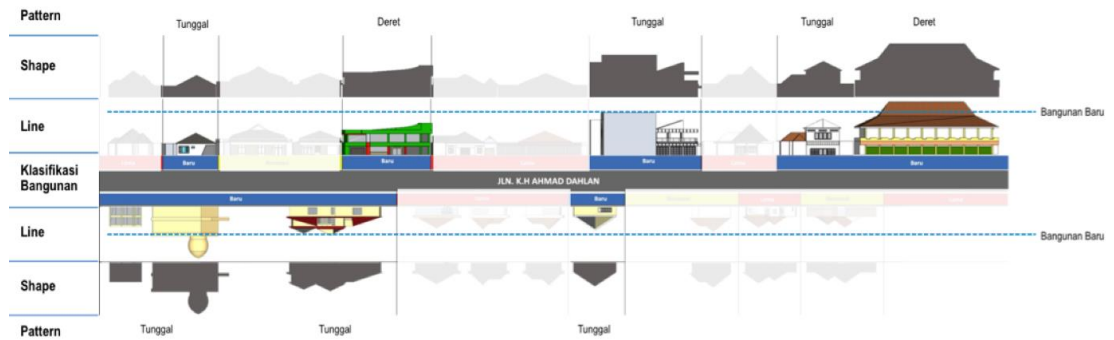 Pattern
Tunggal Deret Tunggal Tunggal Deret
Shape
Bangunan Baru
Line
Klasifikasi
Bangunan
Baru Baru Baru Baru
JLN. K.H AHMAD DAHLAN
Baru Baru
Line
Bangunan Baru
Shape
Pattern
Tunggal Tunggal Tunggal